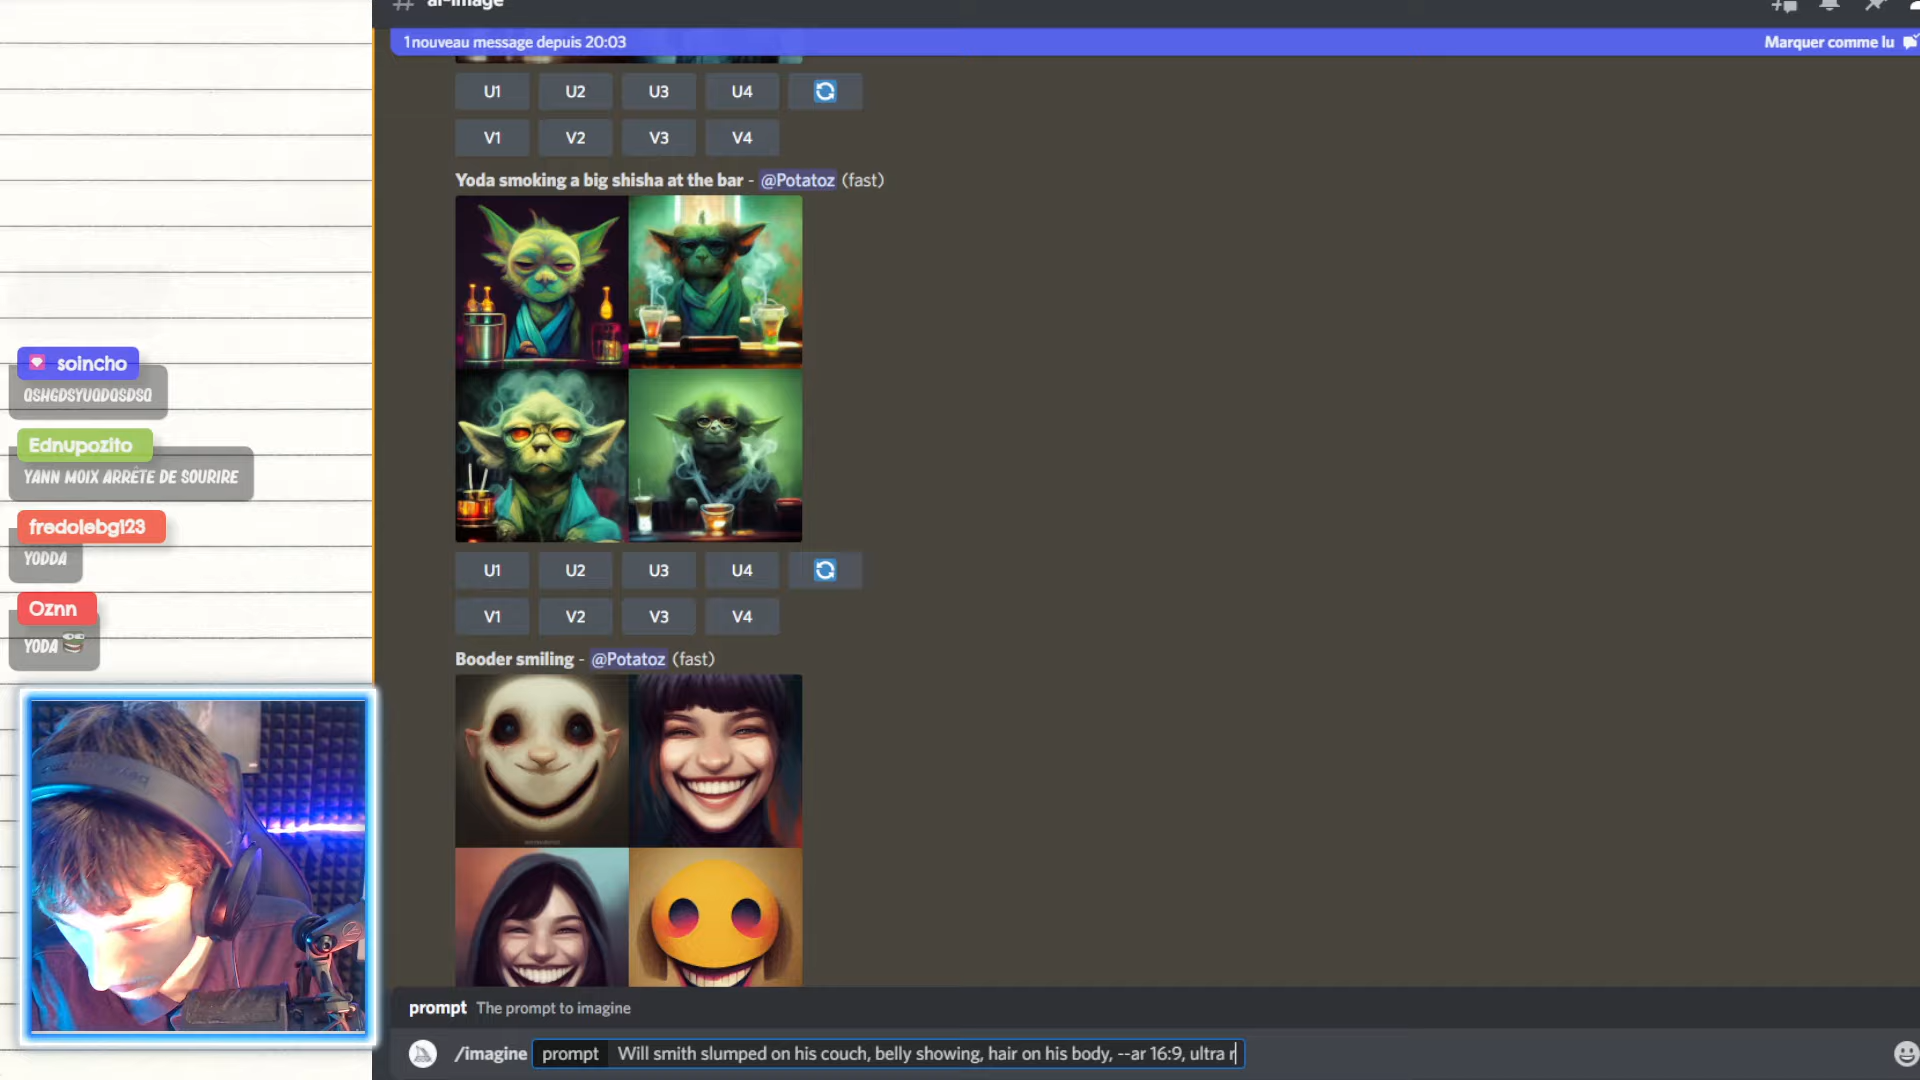 # ai-image
1 nouveau message depuis 20:03
Marquer comme lu
U1 U2 U3 U4
V1 V2 V3 V4
Yoda smoking a big shisha at the bar - @Potatoz (fast)
U1 U2 U3 U4
V1 V2 V3 V4
Booder smiling - @Potatoz (fast)
soincho
QSHGDSYUQDQSDSQ
Ednupozito
YANN MOIX ARRÊTE DE SOURIRE
fredolebg123
YODDA
Oznn
YODA
prompt The prompt to imagine
/imagine prompt Will smith slumped on his couch, belly showing, hair on his body, --ar 16:9, ultra r